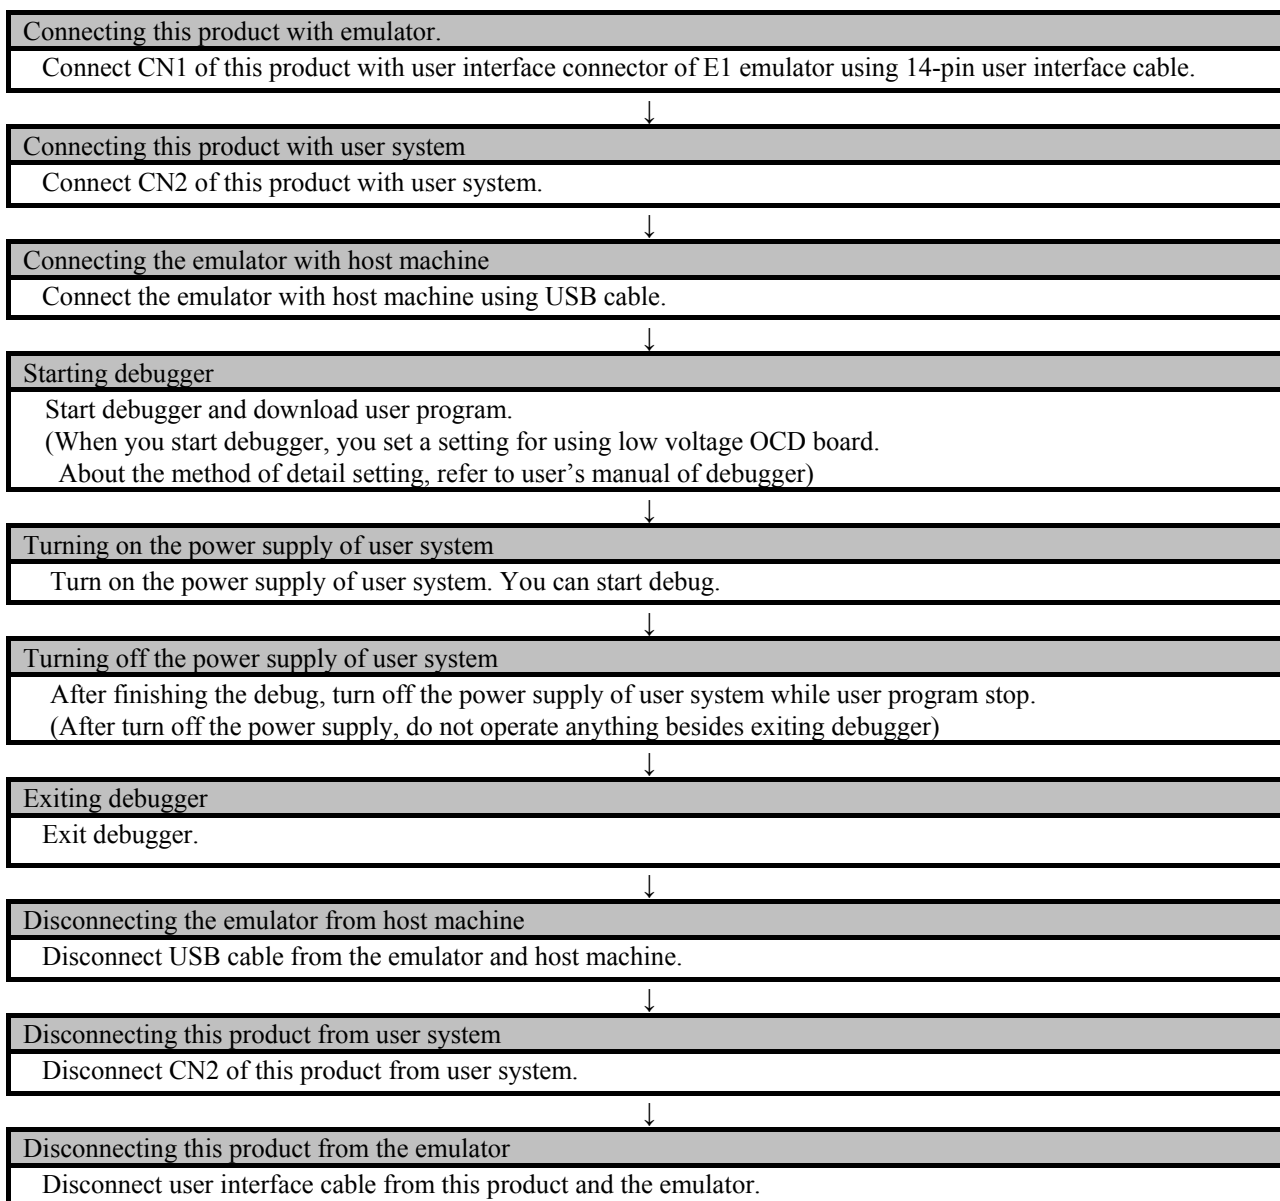 Connecting this product with emulator.
Connect CN1 of this product with user interface connector of E1 emulator using 14-pin user interface cable.
↓
Connecting this product with user system
Connect CN2 of this product with user system.
↓
Connecting the emulator with host machine
Connect the emulator with host machine using USB cable.
↓
Starting debugger
Start debugger and download user program.
(When you start debugger, you set a setting for using low voltage OCD board.
About the method of detail setting, refer to user’s manual of debugger)
↓
Turning on the power supply of user system
Turn on the power supply of user system. You can start debug.
↓
Turning off the power supply of user system
After finishing the debug, turn off the power supply of user system while user program stop.
(After turn off the power supply, do not operate anything besides exiting debugger)
↓
Exiting debugger
Exit debugger.
↓
Disconnecting the emulator from host machine
Disconnect USB cable from the emulator and host machine.
↓
Disconnecting this product from user system
Disconnect CN2 of this product from user system.
↓
Disconnecting this product from the emulator
Disconnect user interface cable from this product and the emulator.